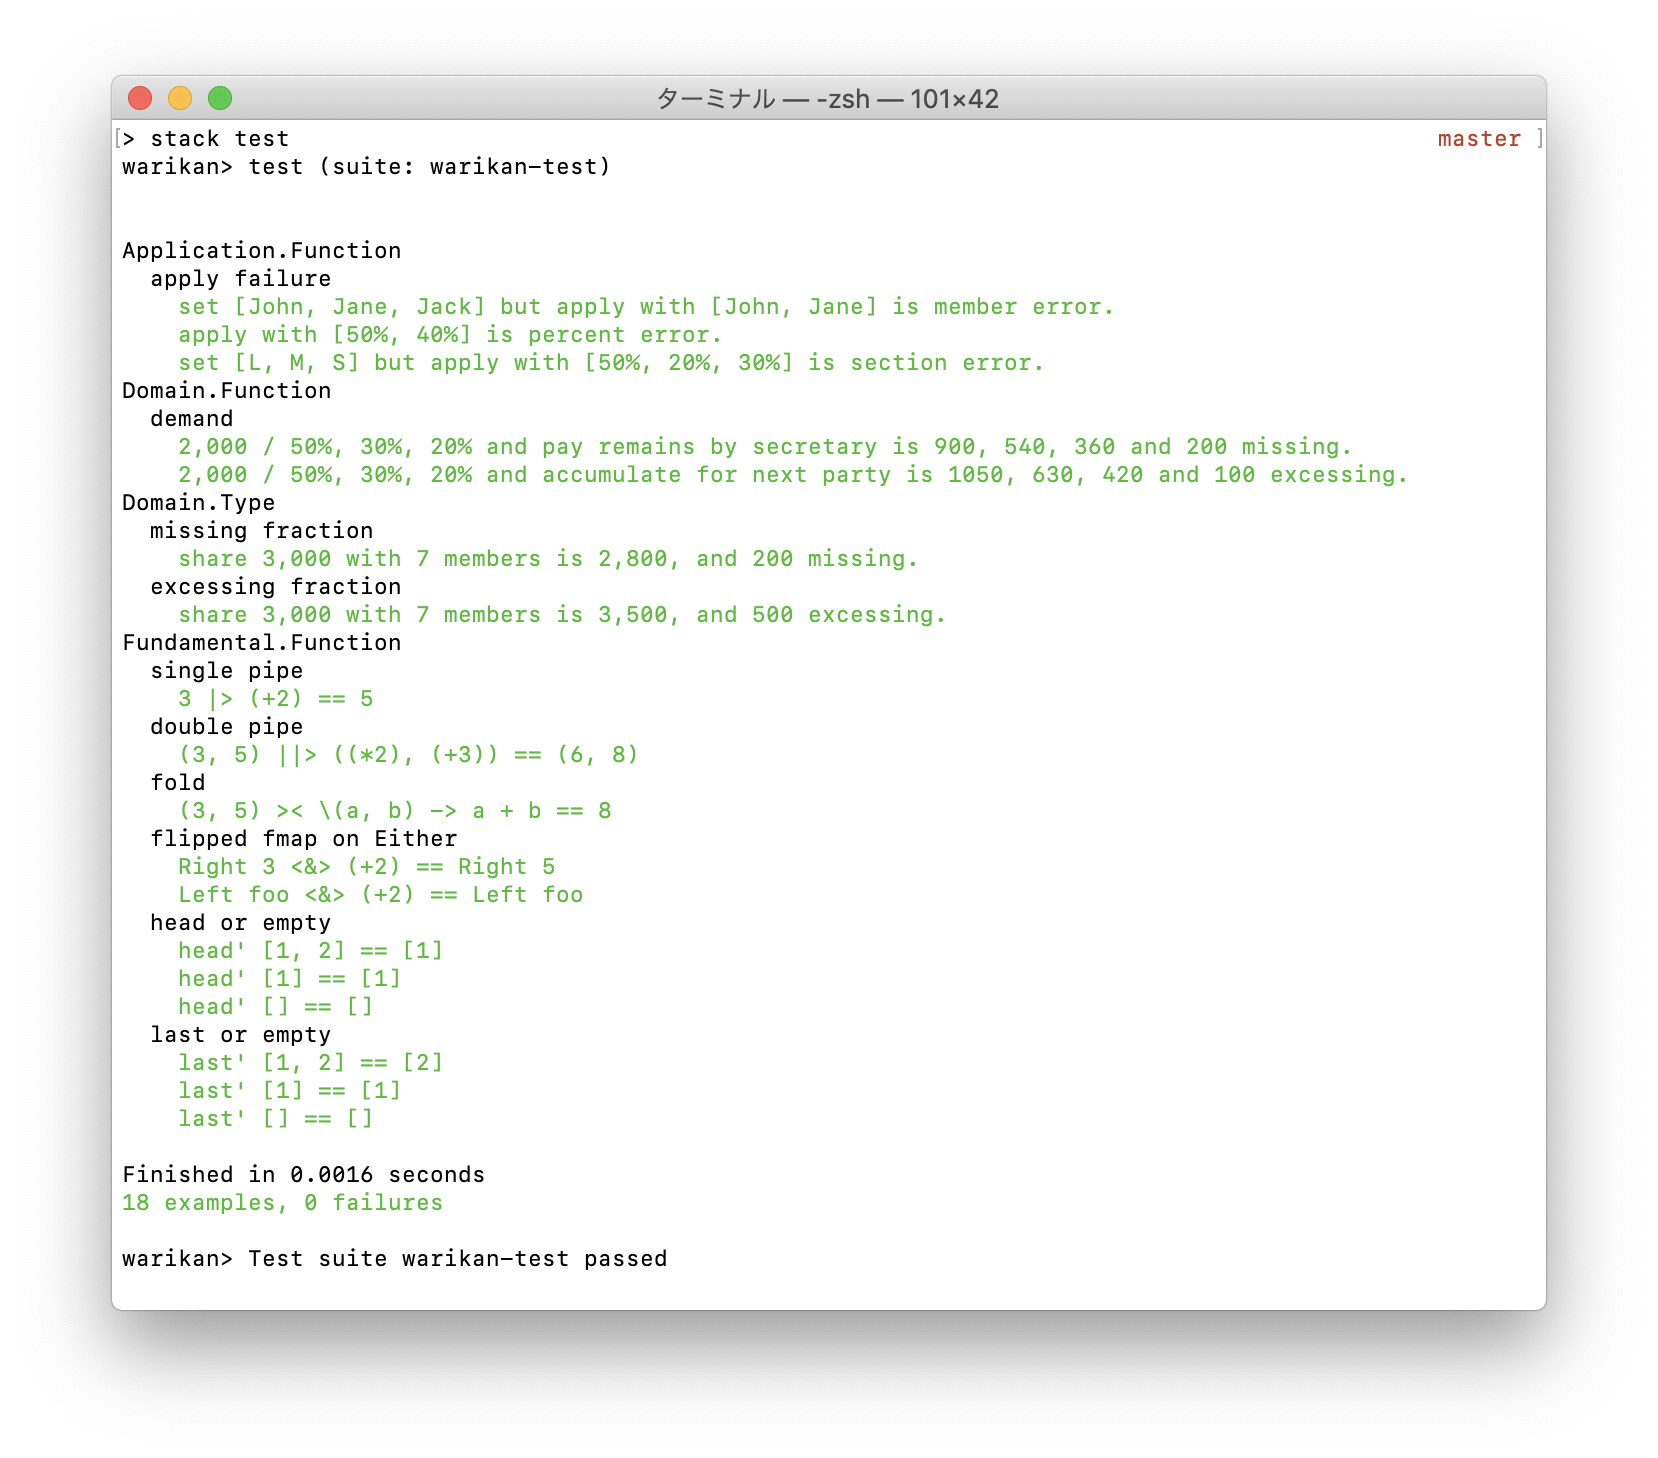 ターミナル — -zsh — 101×42
[> stack test master ]
warikan> test (suite: warikan-test)
Application.Function
apply failure
set [John, Jane, Jack] but apply with [John, Jane] is member error.
apply with [50%, 40%] is percent error.
set [L, M, S] but apply with [50%, 20%, 30%] is section error.
Domain.Function
demand
2,000 / 50%, 30%, 20% and pay remains by secretary is 900, 540, 360 and 200 missing.
2,000 / 50%, 30%, 20% and accumulate for next party is 1050, 630, 420 and 100 excessing.
Domain.Type
missing fraction
share 3,000 with 7 members is 2,800, and 200 missing.
excessing fraction
share 3,000 with 7 members is 3,500, and 500 excessing.
Fundamental.Function
single pipe
3 |> (+2) == 5
double pipe
(3, 5) ||> ((*2), (+3)) == (6, 8)
fold
(3, 5) >< \(a, b) -> a + b == 8
flipped fmap on Either
Right 3 <&> (+2) == Right 5
Left foo <&> (+2) == Left foo
head or empty
head' [1, 2] == [1]
head' [1] == [1]
head' [] == []
last or empty
last' [1, 2] == [2]
last' [1] == [1]
last' [] == []
Finished in 0.0016 seconds
18 examples, 0 failures
warikan> Test suite warikan-test passed